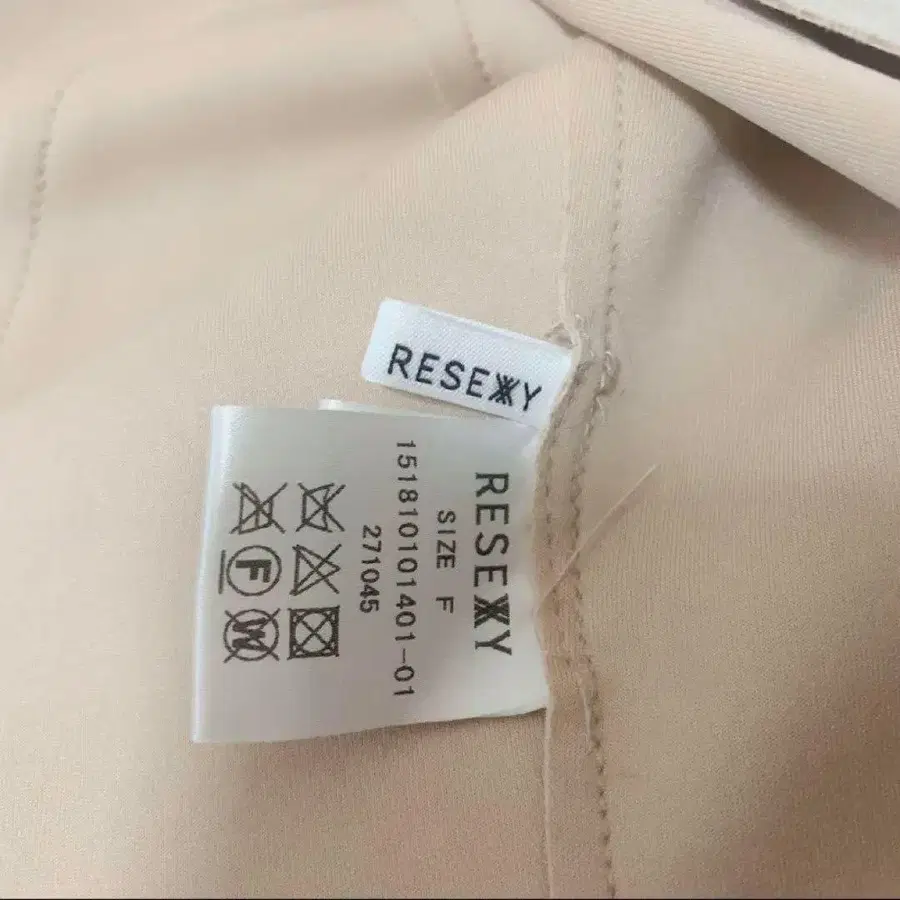 RESEXXY
RESEXXY
SIZE F
151810101401-01
271045
F
W